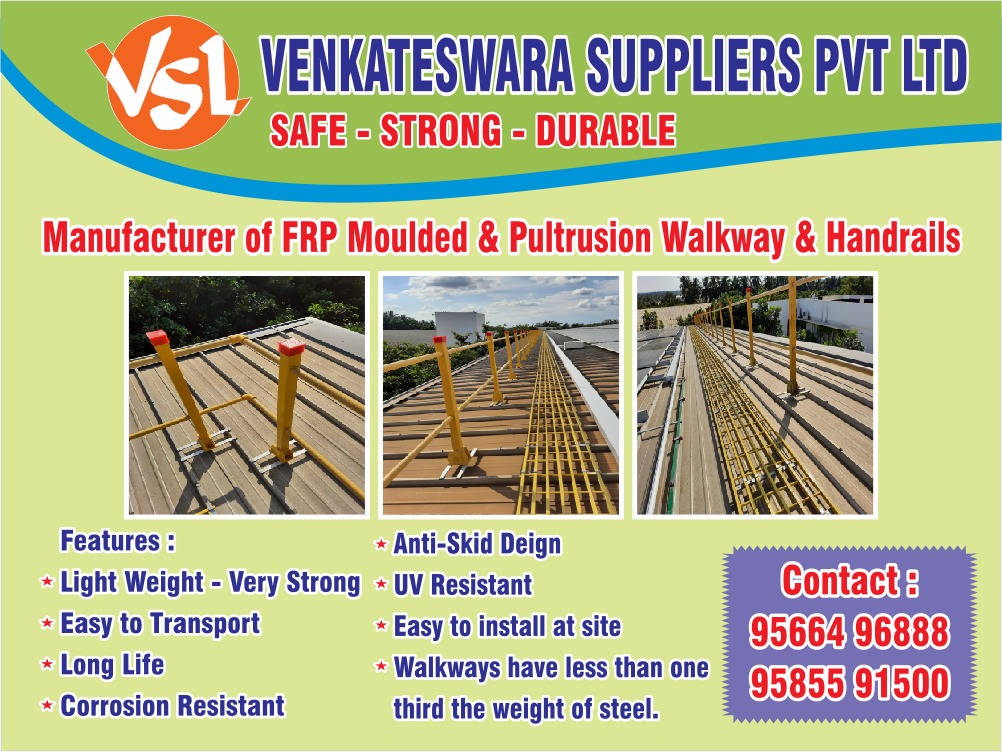 VSL
VENKATESWARA SUPPLIERS PVT LTD
SAFE - STRONG - DURABLE
Manufacturer of FRP Moulded & Pultrusion Walkway & Handrails
Features :
★ Light Weight - Very Strong
★ Easy to Transport
★ Long Life
★ Corrosion Resistant
★ Anti-Skid Deign
★ UV Resistant
★ Easy to install at site
★ Walkways have less than one
third the weight of steel.
Contact :
95664 96888
95855 91500